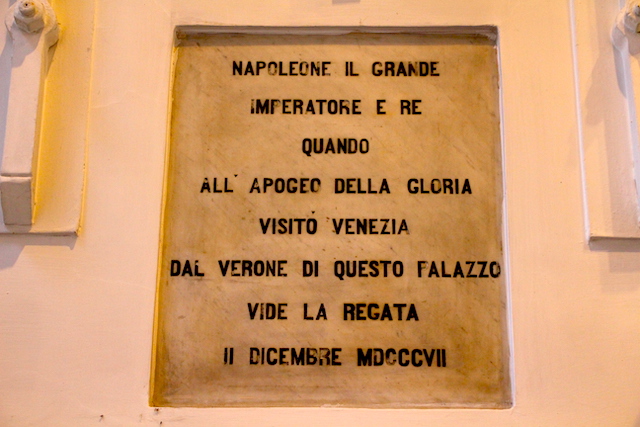 NAPOLEONE IL GRANDE
IMPERATORE E RE
QUANDO
ALL' APOGEO DELLA GLORIA
VISITÒ VENEZIA
DAL VERONE DI QUESTO PALAZZO
VIDE LA REGATA
II DICEMBRE MDCCCVII